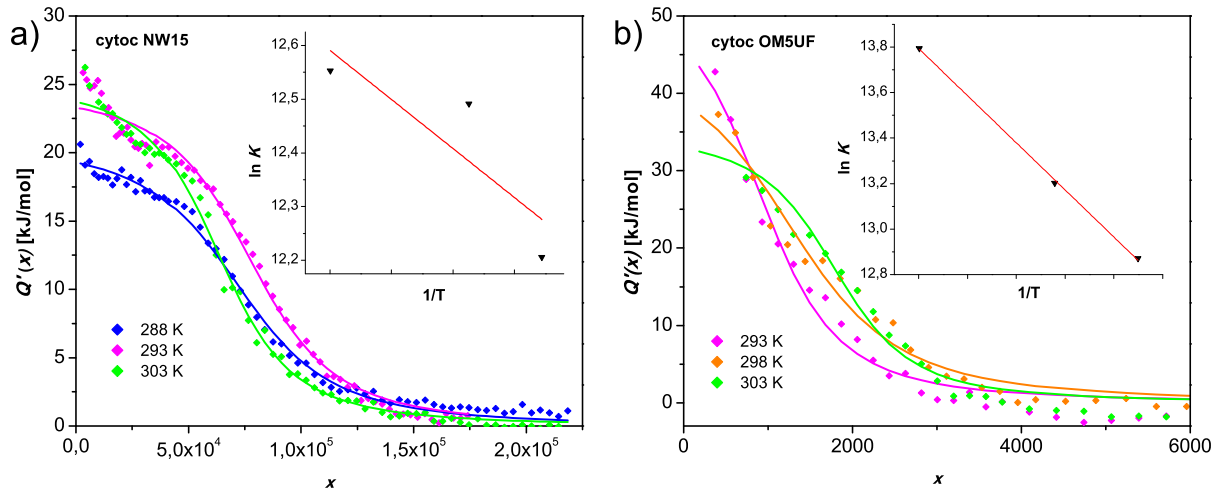 a)
cytoc NW15
30,0
25
20
15
10
5
0,0
Q' (x) [kJ/mol]
0,0
5,0x10⁴
1,0x10⁵
1,5x10⁵
2,0x10⁵
x
12,6
12,5
12,4
12,3
12,2
ln K
1/T
288 K
293 K
303 K
b)
cytoc OM5UF
50
40
30
20
10
0
Q'(x) [kJ/mol]
0
2000
4000
6000
x
13,8
13,6
13,4
13,2
13,0
12,8
ln K
1/T
293 K
298 K
303 K